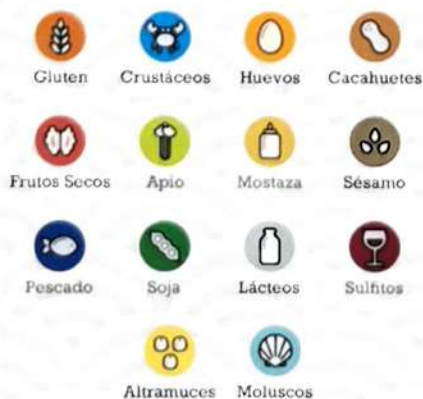 Gluten Crustáceos Huevos Cacahuetes
Frutos Secos Apio Mostaza Sésamo
Pescado Soja Lácteos Sulfitos
Altramuces Moluscos